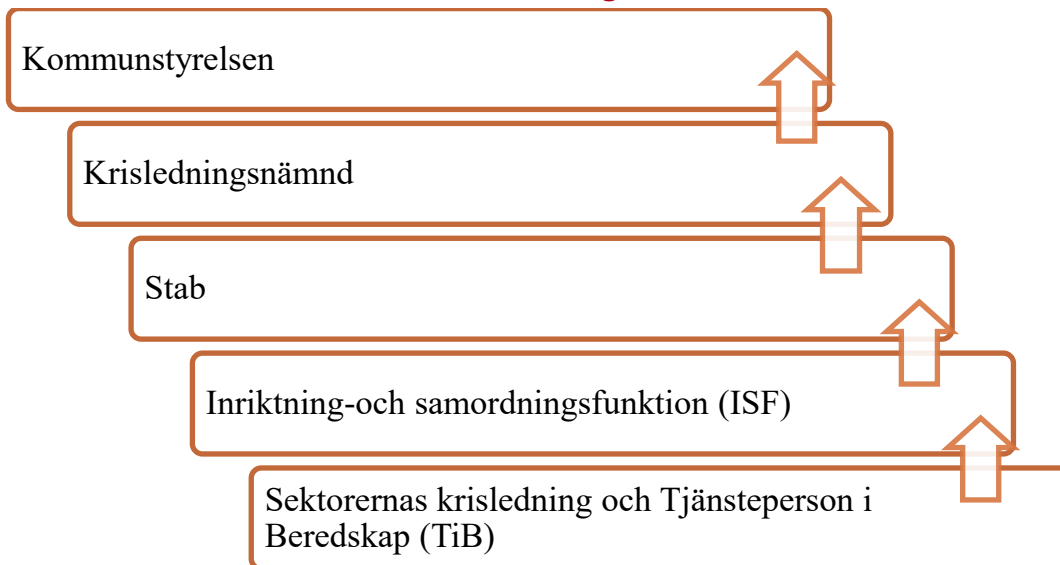 Kommunstyrelsen
Krisledningsnämnd
Stab
Inriktning-och samordningsfunktion (ISF)
Sektorernas krisledning och Tjänsteperson i
Beredskap (TiB)